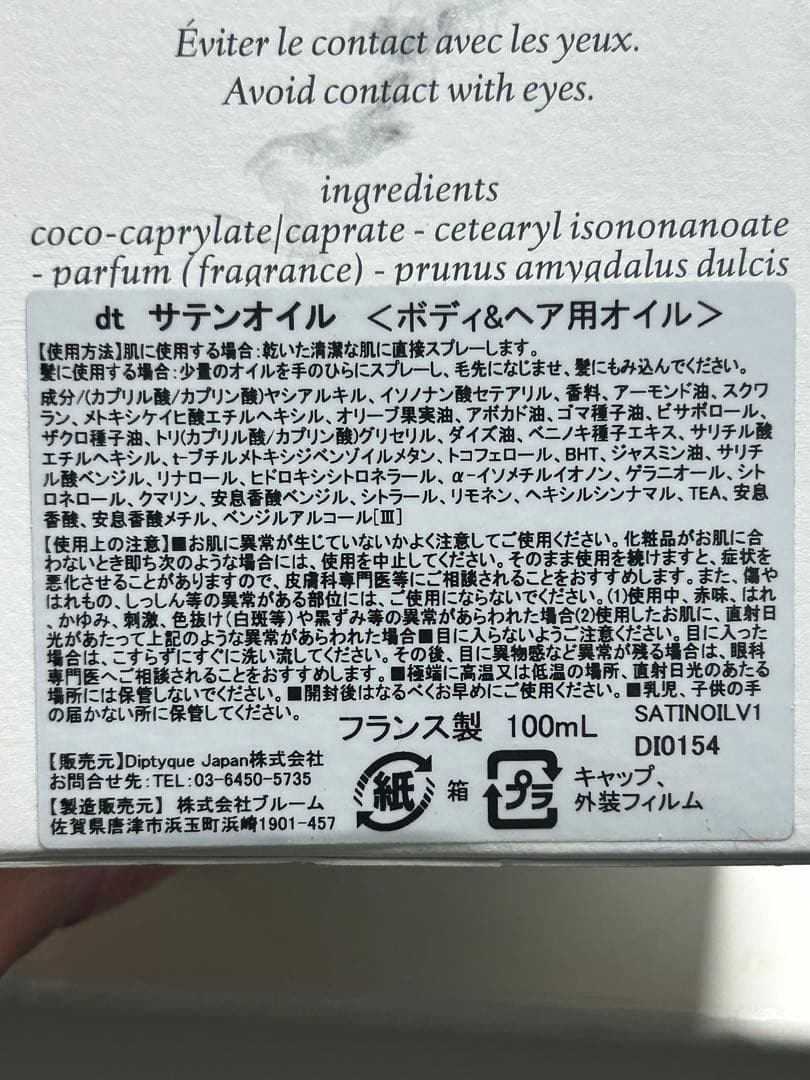 Éviter le contact avec les yeux.
Avoid contact with eyes.
ingredients
coco-caprylate/caprate - cetearyl isononanoate
- parfum (fragrance) - prunus amygdalus dulcis
dt サテンオイル <ボディ&ヘア用オイル>
【使用方法】肌に使用する場合:乾いた清潔な肌に直接スプレーします。
髪に使用する場合:少量のオイルを手のひらにスプレーし、毛先になじませ、髪にもみ込んでください。
成分/(カプリル酸/カプリン酸)ヤシアルキル、イソノナン酸セテアリル、香料、アーモンド油、スクワ
ラン、メトキシケイヒ酸エチルヘキシル、オリーブ果実油、アボカド油、ゴマ種子油、ビサボロール、
ザクロ種子油、トリ(カプリル酸/カプリン酸)グリセリル、ダイズ油、ベニノキ種子エキス、サリチル酸
エチルヘキシル、t-ブチルメトキシジベンゾイルメタン、トコフェロール、BHT、ジャスミン油、サリチ
ル酸ベンジル、リナロール、ヒドロキシシトロネラール、α-イソメチルイオノン、ゲラニオール、シト
ロネロール、クマリン、安息香酸ベンジル、シトラール、リモネン、ヘキシルシンナマル、TEA、安息
香酸、安息香酸メチル、ベンジルアルコール[Ⅲ]
【使用上の注意】■お肌に異常が生じていないかよく注意してご使用ください。化粧品がお肌に合
わないとき即ち次のような場合には、使用を中止してください。そのまま使用を続けますと、症状を
悪化させることがありますので、皮膚科専門医等にご相談されることをおすすめします。また、傷や
はれもの、しっしん等の異常がある部位には、ご使用にならないでください。(1)使用中、赤味、はれ
、かゆみ、刺激、色抜け(白斑等)や黒ずみ等の異常があらわれた場合(2)使用したお肌に、直射日
光があたって上記のような異常があらわれた場合■目に入らないようご注意ください。目に入った
場合は、こすらずにすぐに洗い流してください。その後、目に異物感など異常が残る場合は、眼科
専門医へご相談されることをおすすめします。■極端に高温又は低温の場所、直射日光のあたる
場所には保管しないでください。■開封後はなるべくお早めにご使用ください。■乳児、子供の手
の届かない所に保管してください。
フランス製 100mL
SATINOILV1
DI0154
【販売元】Diptyque Japan株式会社
お問合せ先:TEL:03-6450-5735
【製造販売元】 株式会社ブルーム
佐賀県唐津市浜玉町浜崎1901-457
紙 箱
プラ キャップ、
外装フィルム